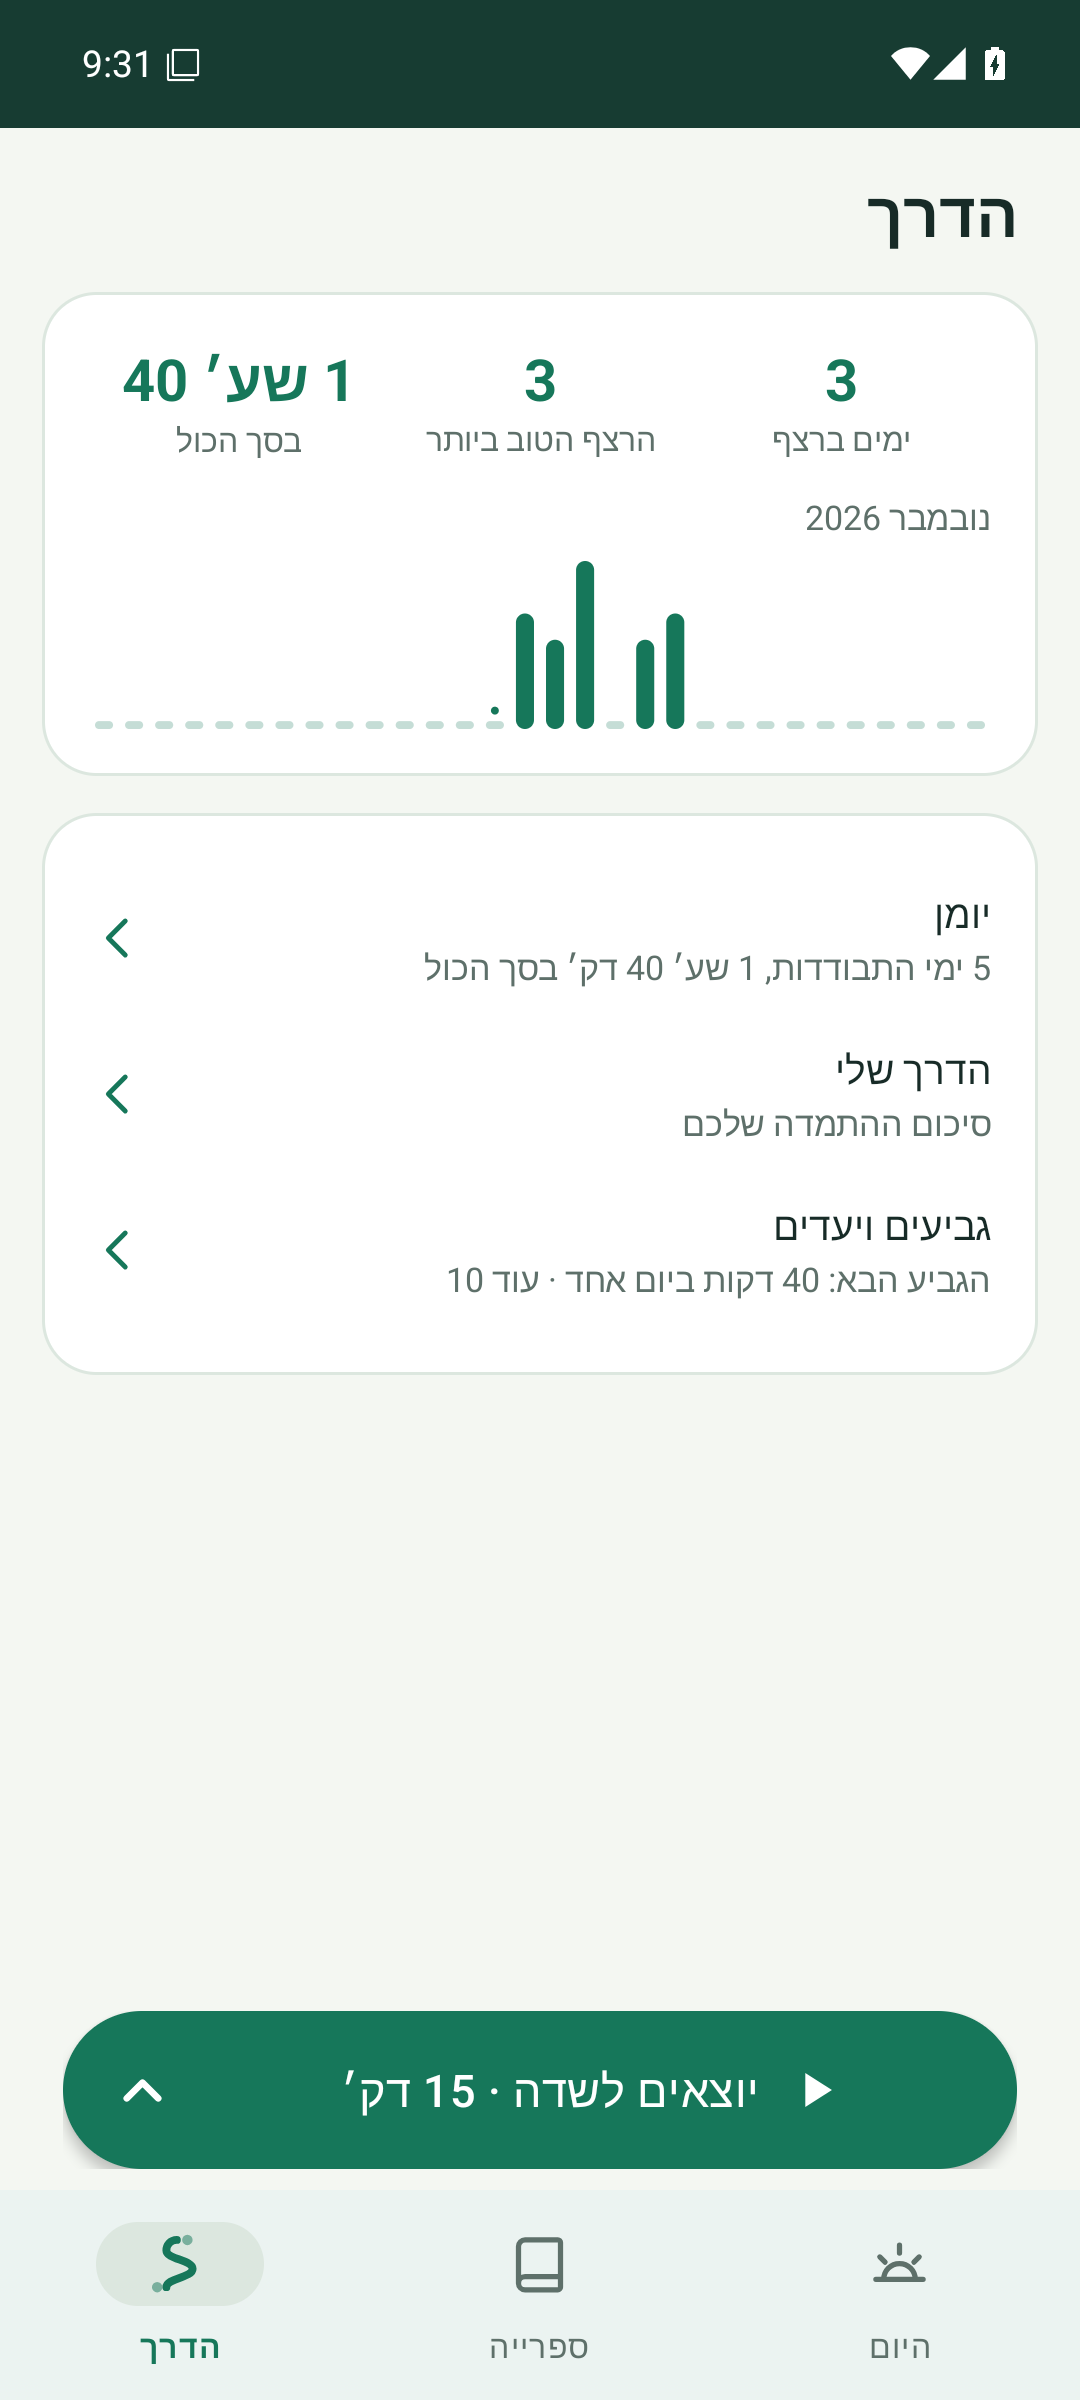 9:31
הדרך
3
ימים ברצף
3
הרצף הטוב ביותר
1 שע׳ 40
בסך הכול
נובמבר 2026
יומן
5 ימי התבודדות, 1 שע׳ 40 דק׳ בסך הכול
הדרך שלי
סיכום ההתמדה שלכם
גביעים ויעדים
הגביע הבא: 40 דקות ביום אחד · עוד 10
יוצאים לשדה · 15 דק׳
היום
ספרייה
הדרך